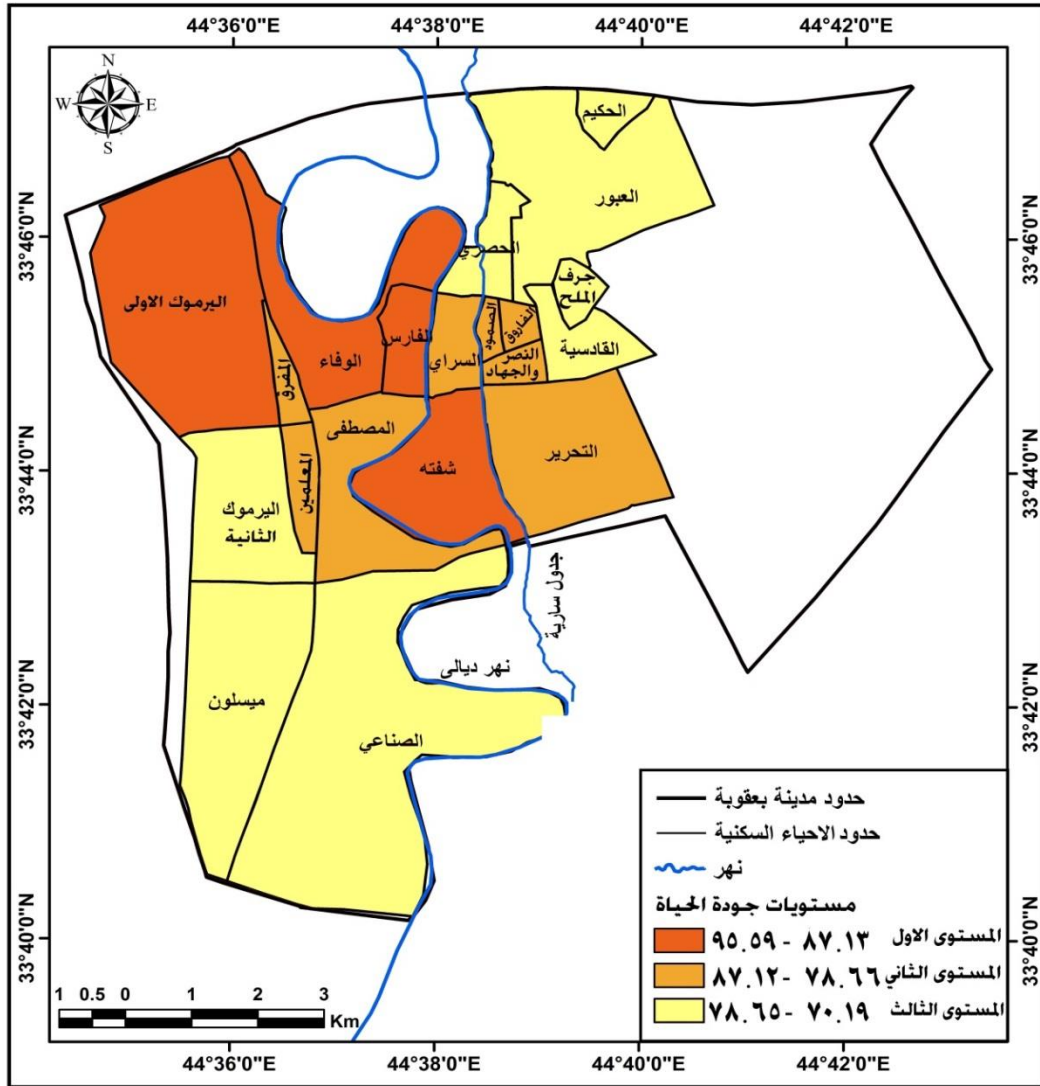 44°36'0"E 44°38'0"E 44°40'0"E 44°42'0"E
N
W E
S
33°46'0"N
33°44'0"N
33°42'0"N
33°40'0"N
33°46'0"N
33°44'0"N
33°42'0"N
33°40'0"N
الحكيم
العبور
الحصري
جرف
الملح
اليرموك الاولى
الفارس
الصمود
الفاروق
القادسية
الوفاء
السراي
النصر
والجهاد
المفرق
المصطفى
شفته
التحرير
المعلمين
اليرموك
الثانية
جدول سارية
نهر ديالى
ميسلون
الصناعي
حدود مدينة بعقوبة
حدود الاحياء السكنية
نهر
مستويات جودة الحياة
المستوى الاول ٨٧.١٣ - ٩٥.٥٩
المستوى الثاني ٧٨.٦٦ - ٨٧.١٢
المستوى الثالث ٧٠.١٩ - ٧٨.٦٥
1 0.5 0 1 2 3
Km
44°36'0"E 44°38'0"E 44°40'0"E 44°42'0"E